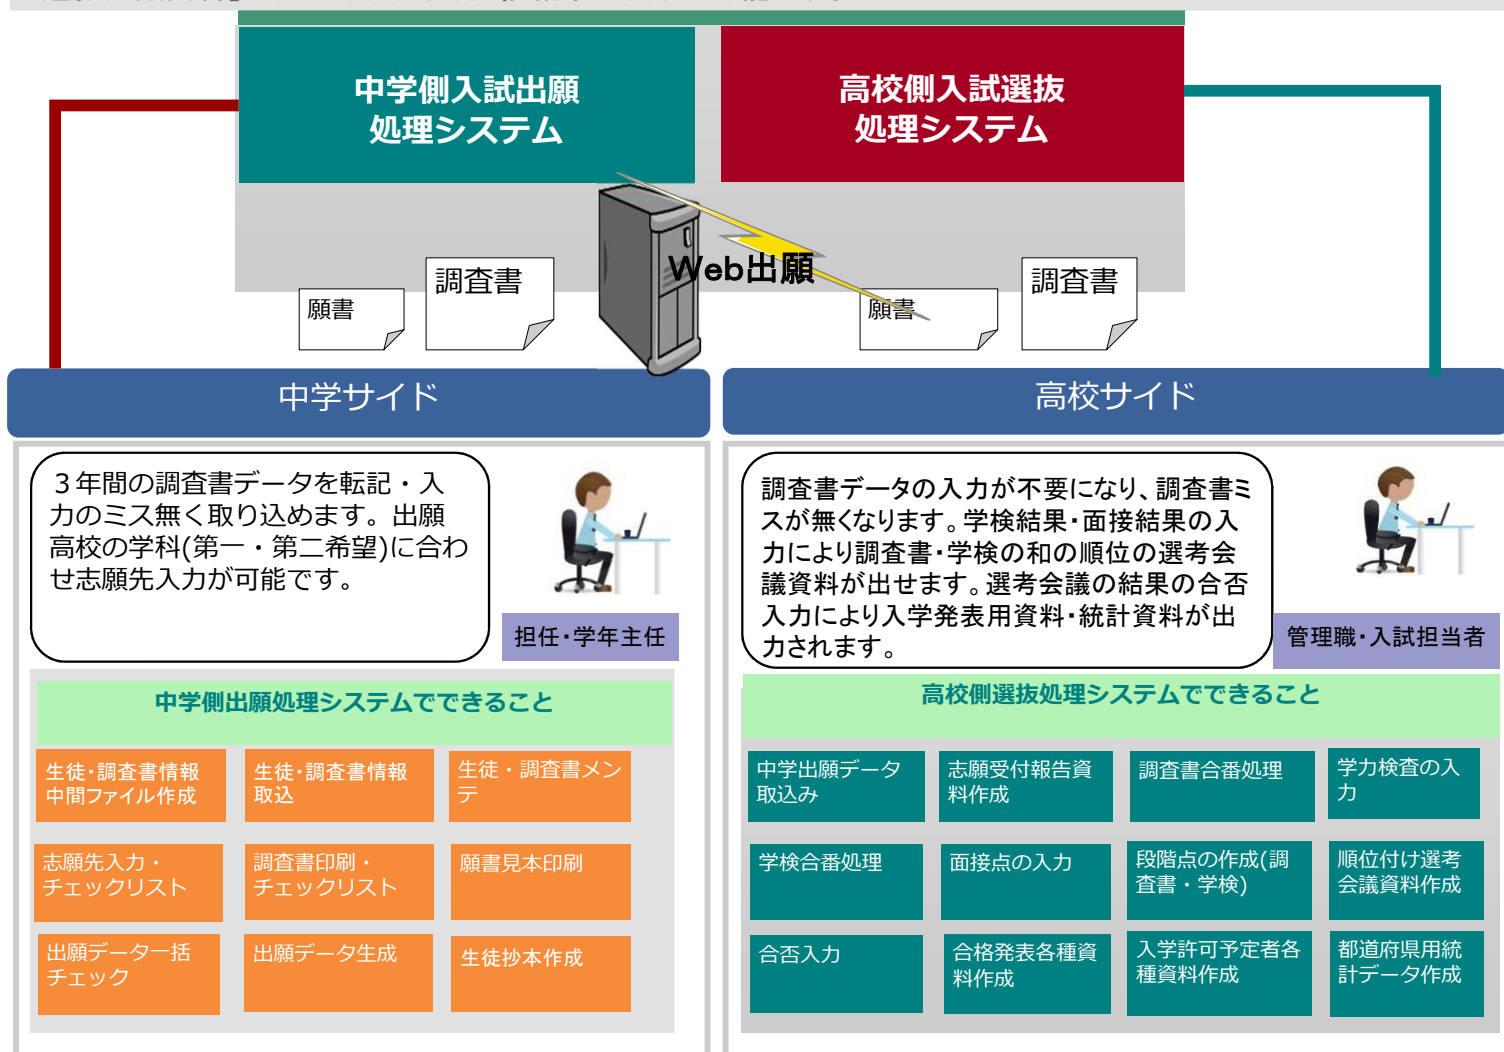 中学側入試出願
処理システム
高校側入試選抜
処理システム
Web出願
願書
調査書
願書
調査書
中学サイド
高校サイド
３年間の調査書データを転記・入
力のミス無く取り込めます。出願
高校の学科(第一・第二希望)に合わ
せ志願先入力が可能です。
担任・学年主任
調査書データの入力が不要になり、調査書ミ
スが無くなります。学検結果・面接結果の入
力により調査書・学検の和の順位の選考会
議資料が出せます。選考会議の結果の合否
入力により入学発表用資料・統計資料が出
力されます。
管理職・入試担当者
中学側出願処理システムでできること
生徒・調査書情報
中間ファイル作成
生徒・調査書情報
取込
生徒・調査書メン
テ
志願先入力・
チェックリスト
調査書印刷・
チェックリスト
願書見本印刷
出願データ一括
チェック
出願データ生成
生徒抄本作成
高校側選抜処理システムでできること
中学出願データ
取込み
志願受付報告資
料作成
調査書合番処理
学力検査の入
力
学検合番処理
面接点の入力
段階点の作成(調
査書・学検)
順位付け選考
会議資料作成
合否入力
合格発表各種資
料作成
入学許可予定者各
種資料作成
都道府県用統
計データ作成